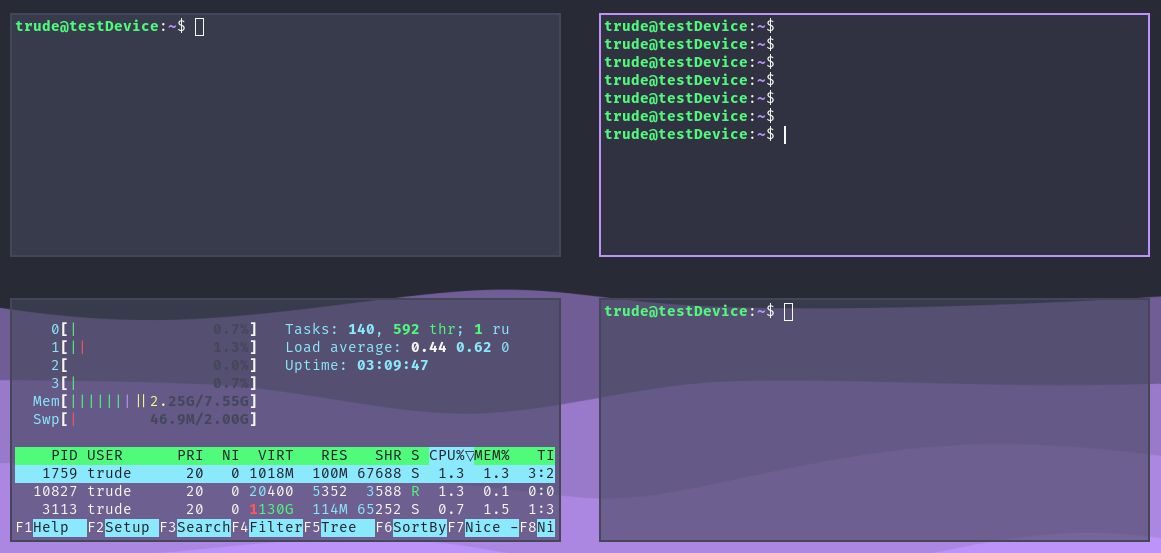 trude@testDevice:~$
trude@testDevice:~$
trude@testDevice:~$
trude@testDevice:~$
trude@testDevice:~$
trude@testDevice:~$
trude@testDevice:~$
trude@testDevice:~$
0[| 0.7%] Tasks: 140, 592 thr; 1 ru
1[|| 1.3%] Load average: 0.44 0.62 0
2[ 0.0%] Uptime: 03:09:47
3[| 0.7%]
Mem[|||||||||2.25G/7.55G]
Swp[| 46.9M/2.00G]
PID USER PRI NI VIRT RES SHR S CPU%▽MEM% TI
1759 trude 20 0 1018M 100M 67688 S 1.3 1.3 3:2
10827 trude 20 0 20400 5352 3588 R 1.3 0.1 0:0
3113 trude 20 0 1130G 114M 65252 S 0.7 1.5 1:3
F1Help F2Setup F3SearchF4FilterF5Tree F6SortByF7Nice -F8Ni
trude@testDevice:~$